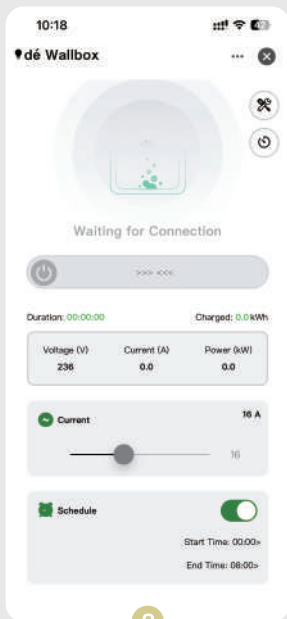 10:18
dé Wallbox
Waiting for Connection
>>> <<<
Duration: 00:00:00 Charged: 0.0 kWh
Voltage (V) Current (A) Power (kW)
236 0.0 0.0
Current 16 A
16
Schedule
Start Time: 00:00>
End Time: 08:00>